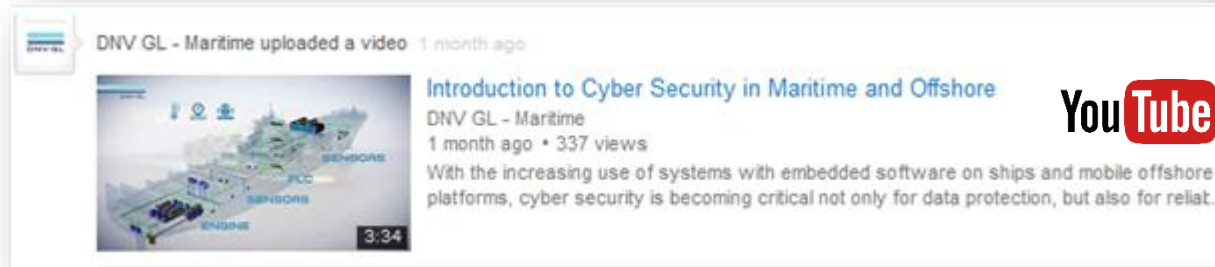 DNV GL
DNV GL - Maritime uploaded a video 1 month ago
SENSORS
PLC
SENSORS
ENGINE
3:34
Introduction to Cyber Security in Maritime and Offshore
DNV GL - Maritime
1 month ago • 337 views
With the increasing use of systems with embedded software on ships and mobile offshore
platforms, cyber security is becoming critical not only for data protection, but also for reliat.
YouTube